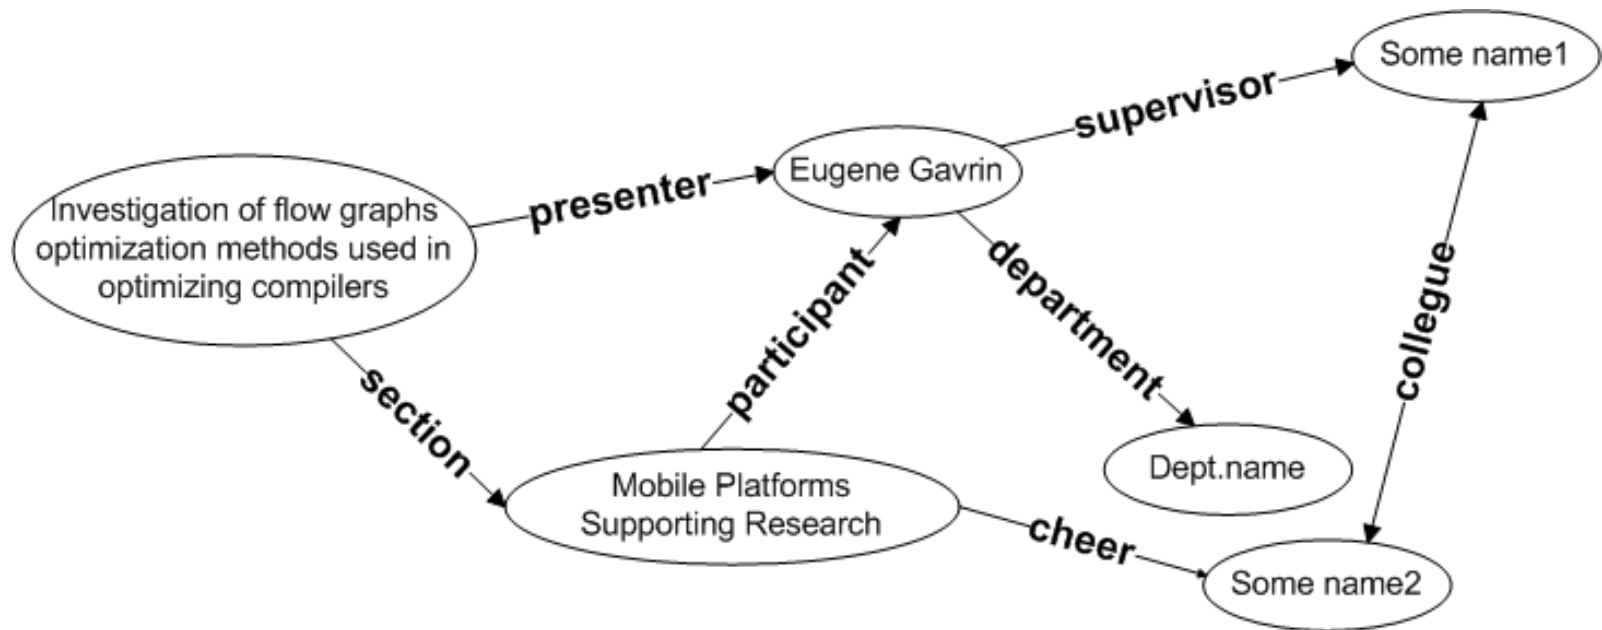 Some name1
supervisor
Eugene Gavrin
presenter
Investigation of flow graphs
optimization methods used in
optimizing compilers
participant
department
collegue
section
Mobile Platforms
Supporting Research
Dept.name
cheer
Some name2